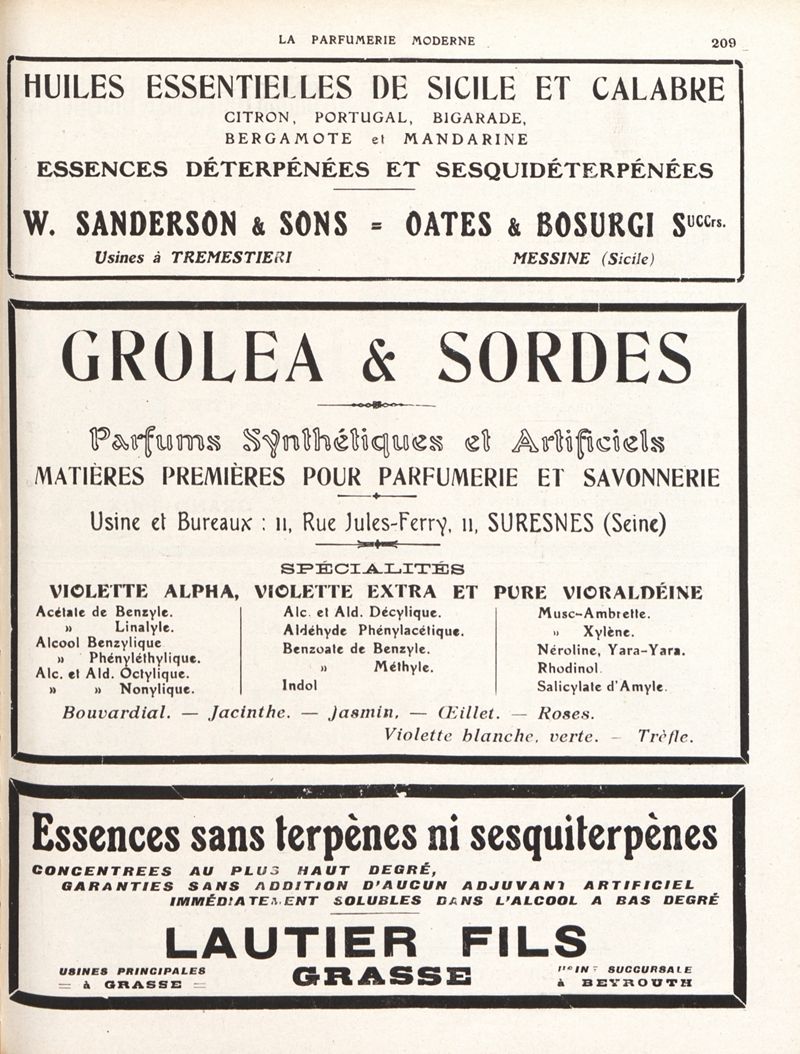 LA PARFUMERIE MODERNE 209
HUILES ESSENTIELLES DE SICILE ET CALABRE
CITRON, PORTUGAL, BIGARADE,
BERGAMOTE et MANDARINE
ESSENCES DÉTERPÉNÉES ET SESQUIDÉTERPÉNÉES
W. SANDERSON & SONS = OATES & BOSURGI Succrs.
Usines à TREMESTIERI MESSINE (Sicile)
GROLEA & SORDES
Parfums Synthétiques et Artificiels
MATIÈRES PREMIÈRES POUR PARFUMERIE ET SAVONNERIE
Usine et Bureaux : 11, Rue Jules-Ferry, 11, SURESNES (Seine)
SPÉCIALITÉS
VIOLETTE ALPHA, VIOLETTE EXTRA ET PURE VIORALDÉINE
Acétate de Benzyle.
» Linalyle.
Alcool Benzylique
» Phényléthylique.
Alc. et Ald. Octylique.
» » Nonylique.
Alc. et Ald. Décylique.
Aldéhyde Phénylacétique.
Benzoate de Benzyle.
» Méthyle.
Indol
Musc-Ambrette.
» Xylène.
Néroline, Yara-Yara.
Rhodinol.
Salicylate d'Amyle.
Bouvardial. — Jacinthe. — Jasmin, — Œillet. — Roses.
Violette blanche, verte. — Trèfle.
Essences sans terpènes ni sesquiterpènes
CONCENTREES AU PLUS HAUT DEGRÉ,
GARANTIES SANS ADDITION D'AUCUN ADJUVANT ARTIFICIEL
IMMÉDIATEMENT SOLUBLES DANS L'ALCOOL A BAS DEGRÉ
LAUTIER FILS
USINES PRINCIPALES
= à GRASSE =
GRASSE
SUCCURSALE
à BEYROUTH